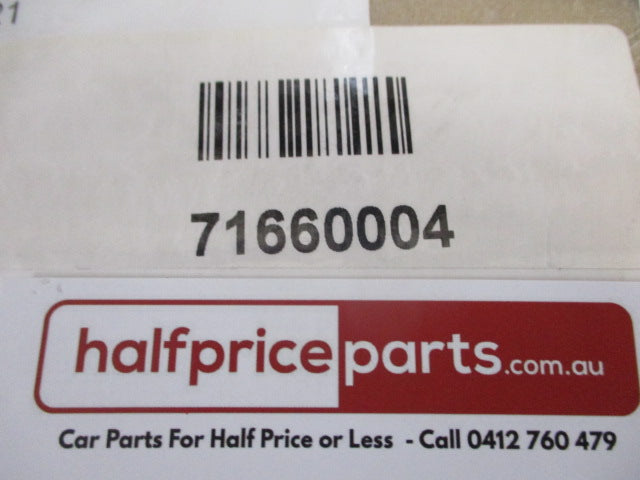 71660004
halfpriceparts.com.au
Car Parts For Half Price or Less - Call 0412 760 479